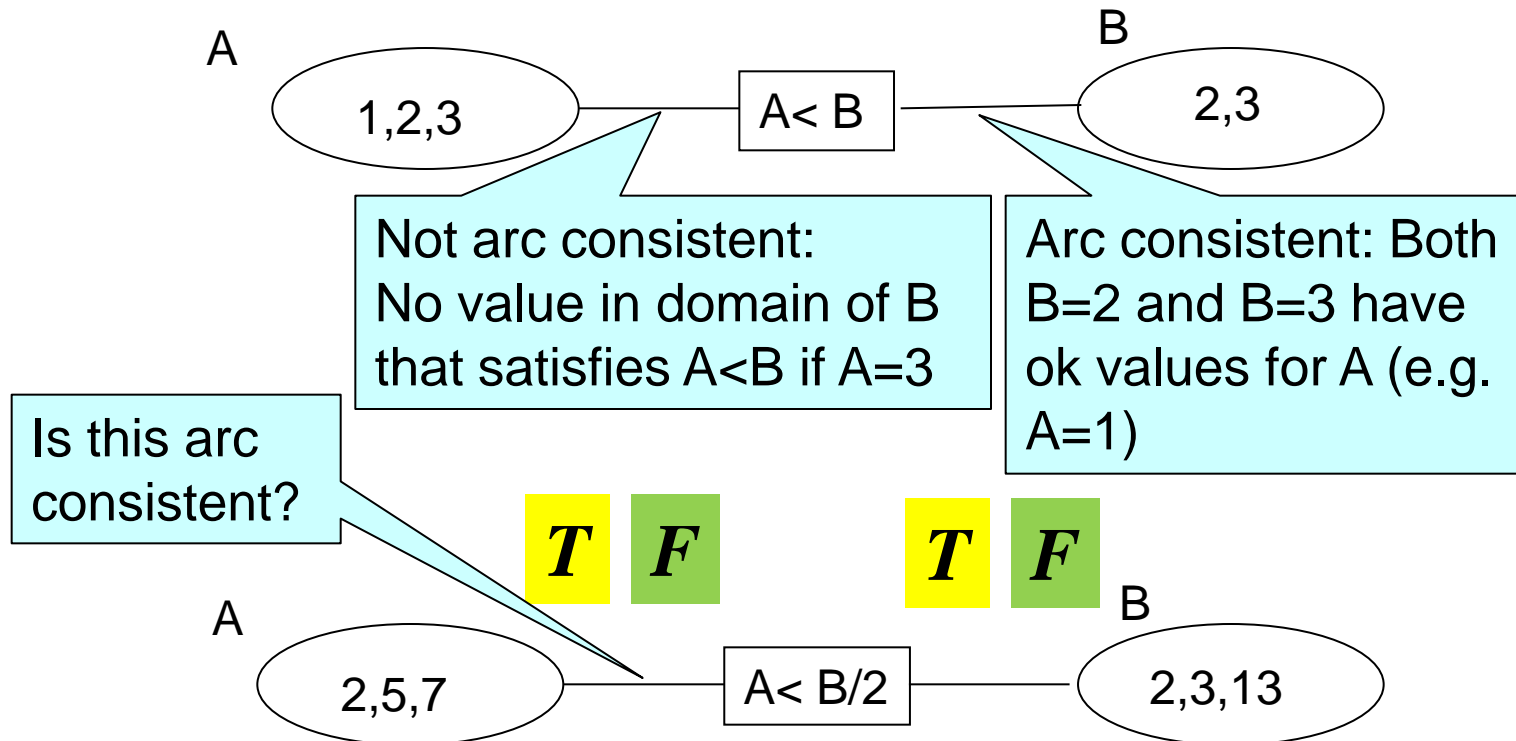 A
B
1,2,3
A< B
2,3
Not arc consistent:
No value in domain of B
that satisfies A<B if A=3
Arc consistent: Both
B=2 and B=3 have
ok values for A (e.g.
A=1)
Is this arc
consistent?
T F
T F
A
B
2,5,7
A< B/2
2,3,13